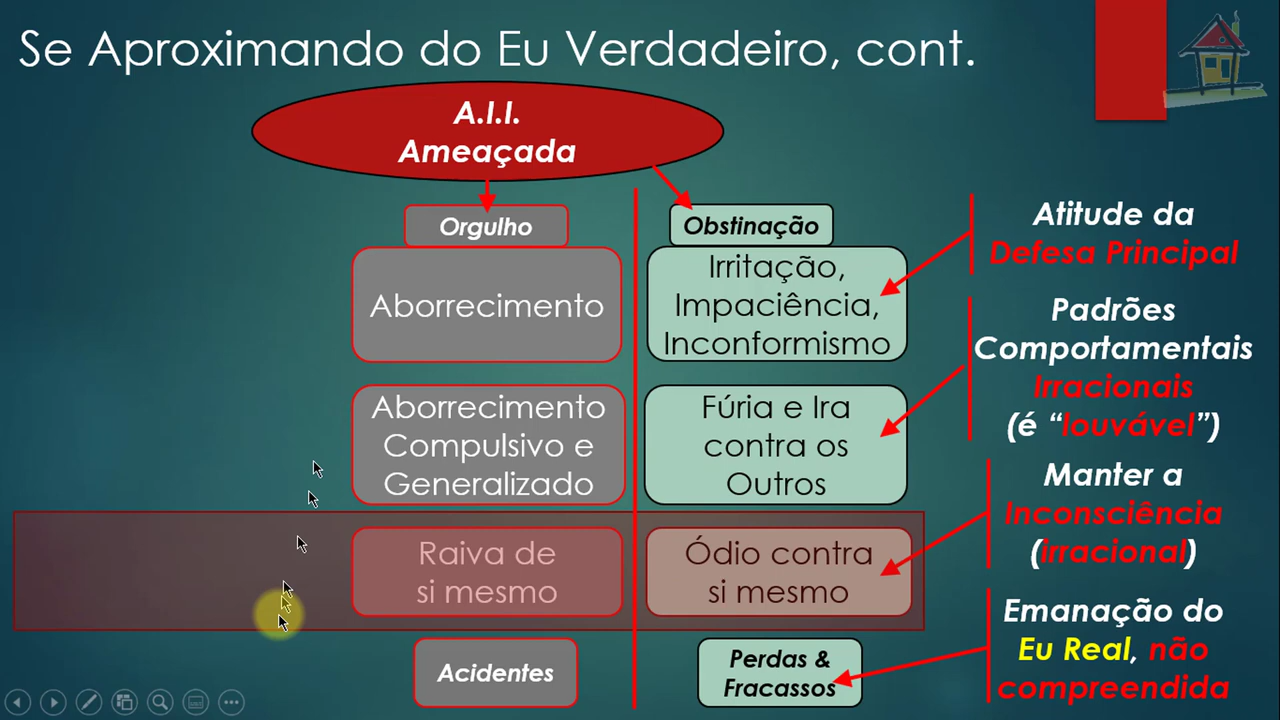 Se Aproximando do Eu Verdadeiro, cont.
A.I.I.
Ameaçada
Orgulho
Aborrecimento
Aborrecimento
Compulsivo e
Generalizado
Raiva de
si mesmo
Acidentes
Obstinação
Irritação,
Impaciência,
Inconformismo
Fúria e Ira
contra os
Outros
Ódio contra
si mesmo
Perdas &
Fracassos
Atitude da
Defesa Principal
Padrões
Comportamentais
Irracionais
(é “louvável”)
Manter a
Inconsciência
(irracional)
Emanação do
Eu Real, não
compreendida